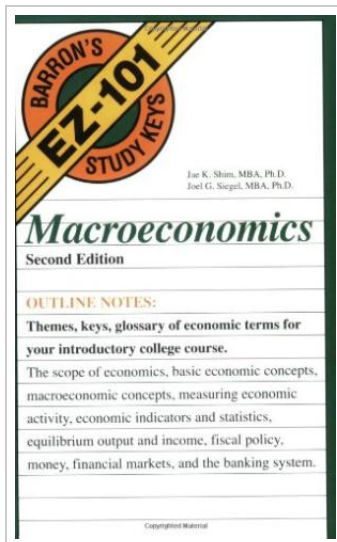 Copyrighted Material
BARRON'S
EZ-101
STUDY KEYS
Jae K. Shim, MBA, Ph.D.
Joel G. Siegel, MBA, Ph.D.
Macroeconomics
Second Edition
OUTLINE NOTES:
Themes, keys, glossary of economic terms for
your introductory college course.
The scope of economics, basic economic concepts,
macroeconomic concepts, measuring economic
activity, economic indicators and statistics,
equilibrium output and income, fiscal policy,
money, financial markets, and the banking system.
Copyrighted Material